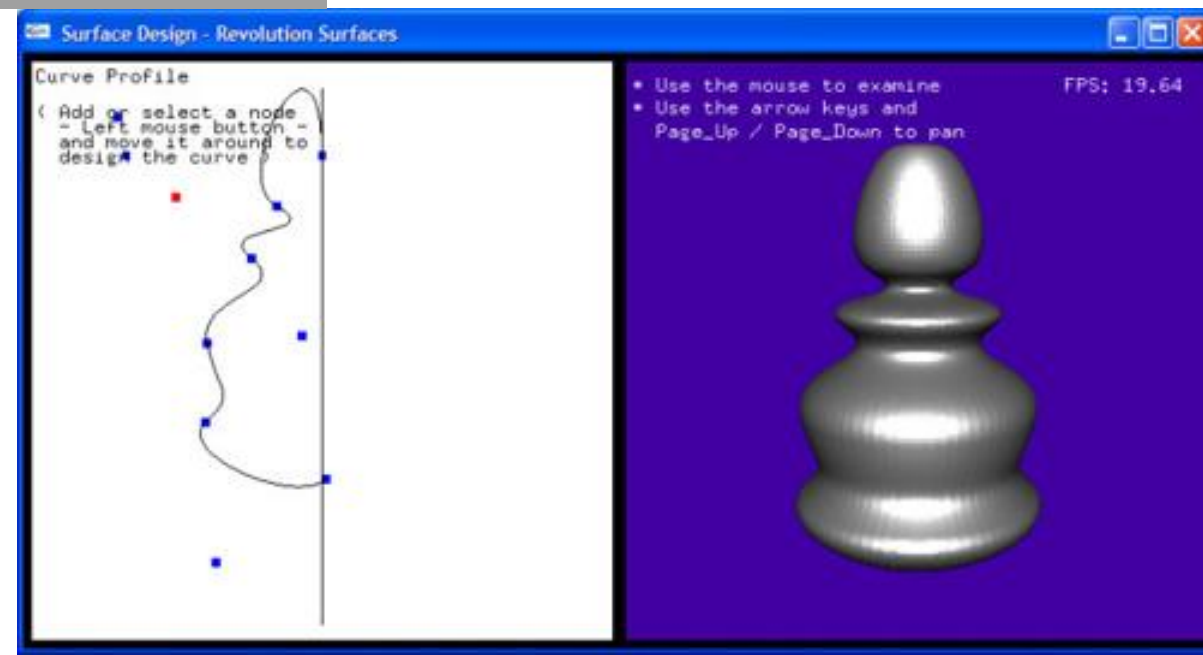 Surface Design - Revolution Surfaces
Curve Profile
( Add or select a node
- Left mouse button -
and move it around to
design the curve )
• Use the mouse to examine
• Use the arrow keys and
Page_Up / Page_Down to pan
FPS: 19.64